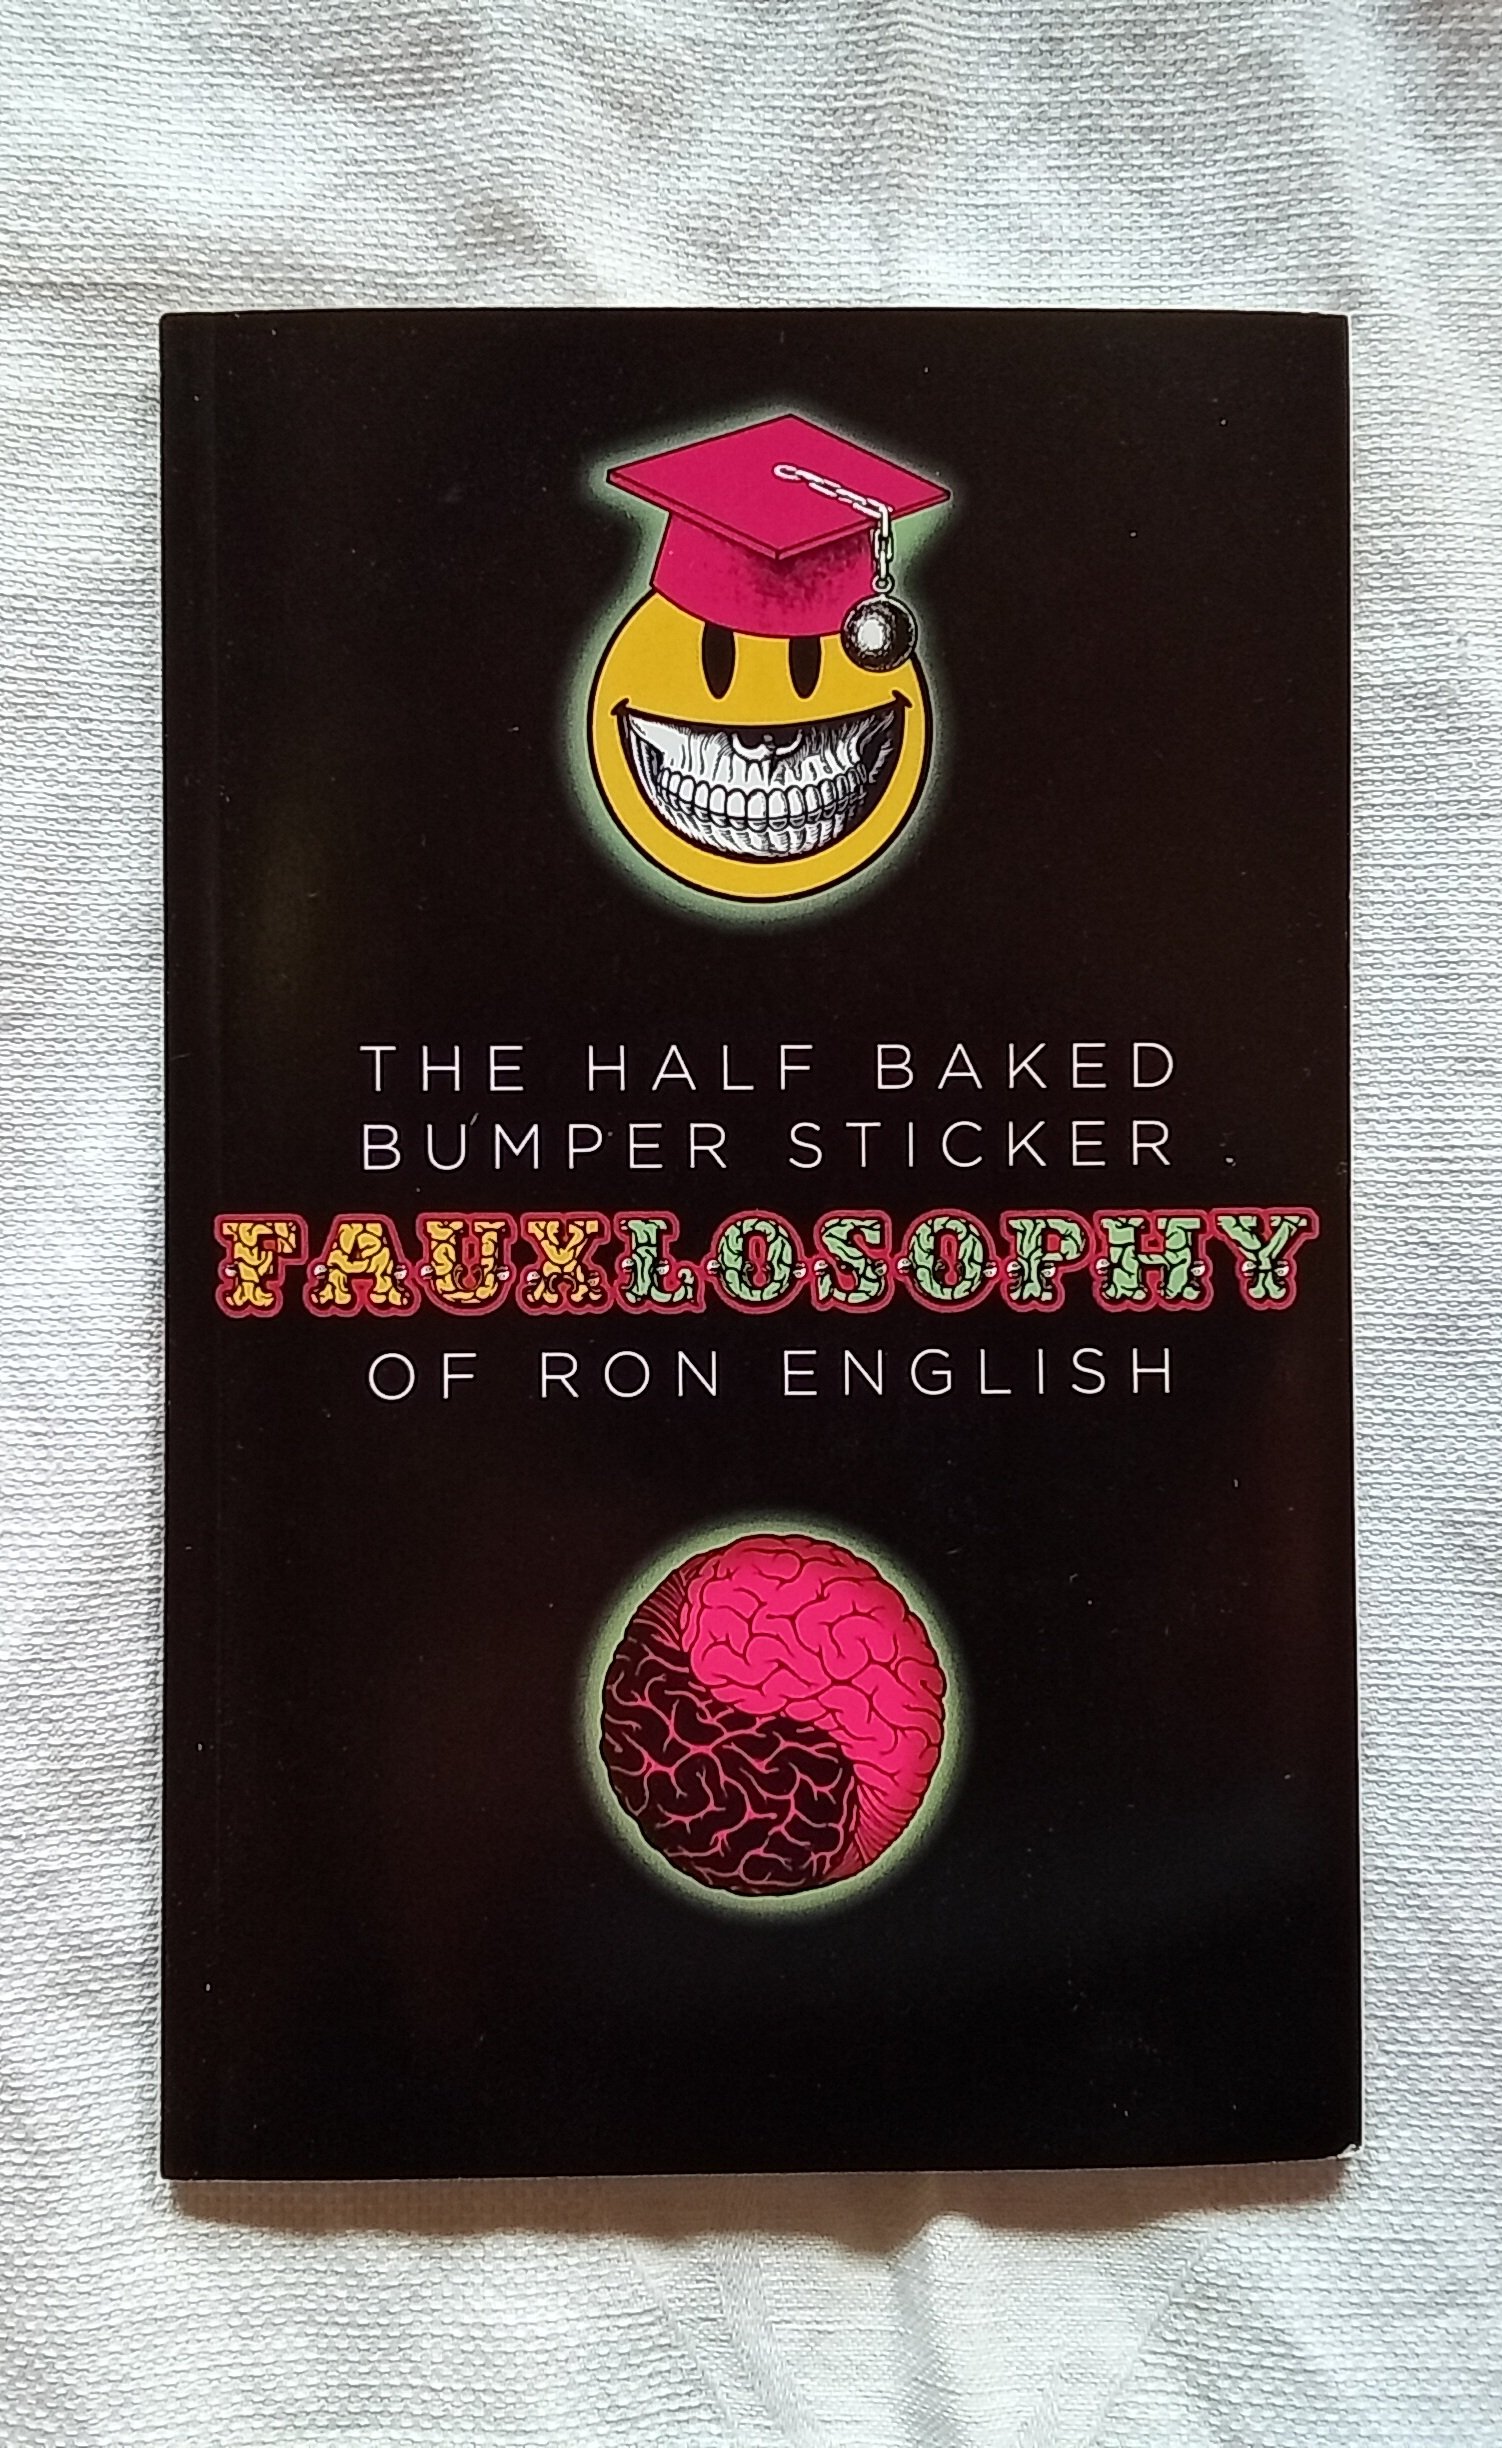 THE HALF BAKED
BUMPER STICKER
FAUXLOSOPHY
OF RON ENGLISH